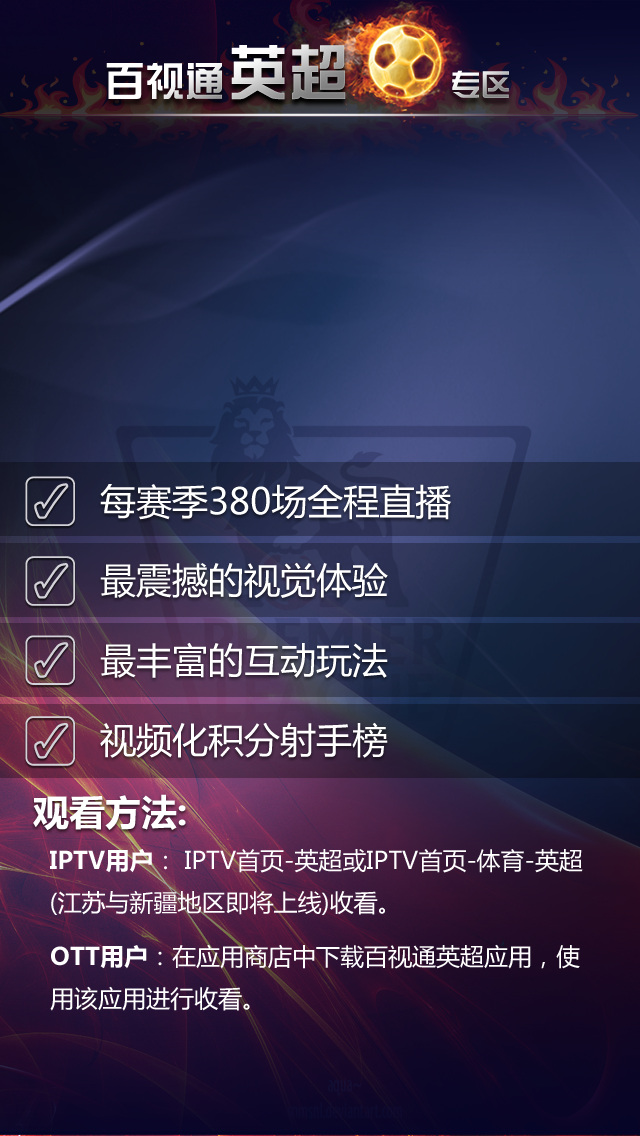 百视通英超专区
每赛季380场全程直播
最震撼的视觉体验
最丰富的互动玩法
视频化积分射手榜
观看方法:
IPTV用户： IPTV首页-英超或IPTV首页-体育-英超
(江苏与新疆地区即将上线)收看。
OTT用户：在应用商店中下载百视通英超应用，使
用该应用进行收看。